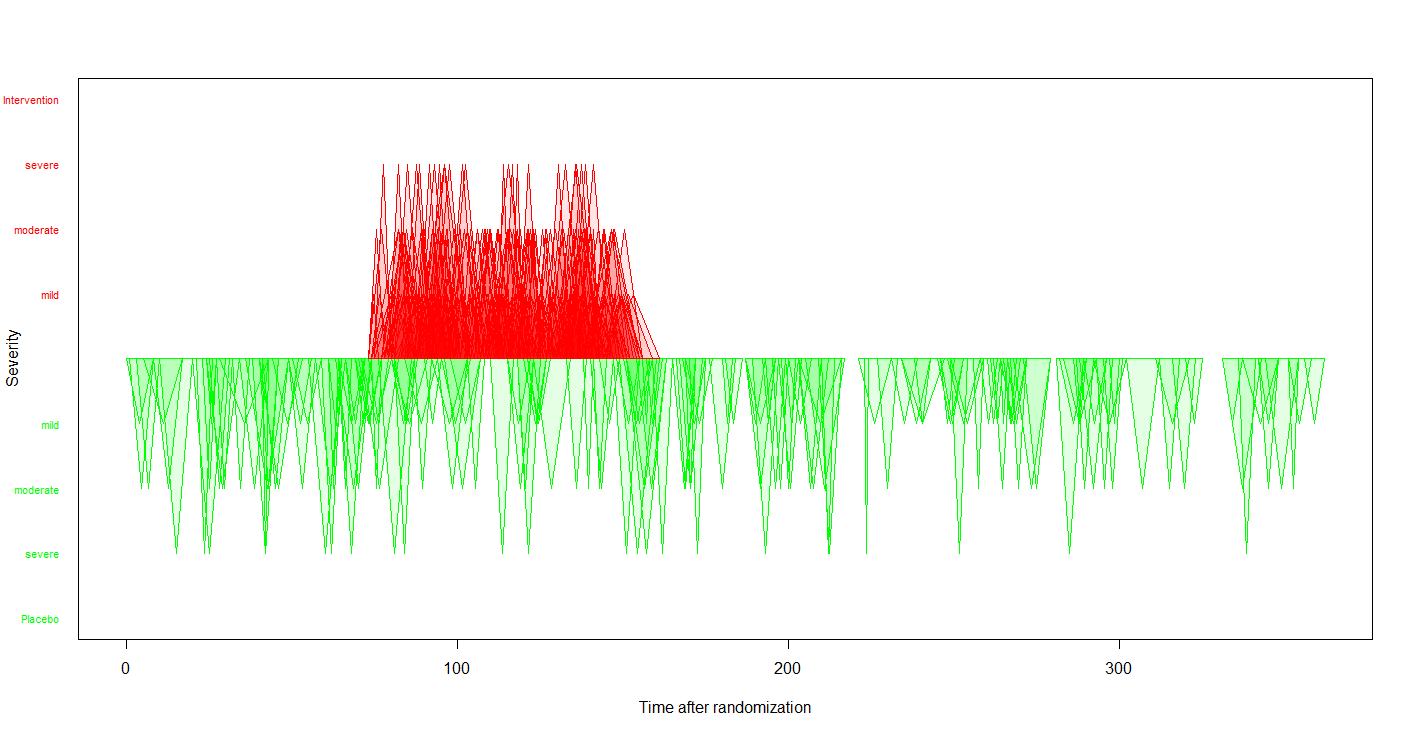 Intervention
severe
moderate
mild
Severity
mild
moderate
severe
Placebo
0 100 200 300
Time after randomization